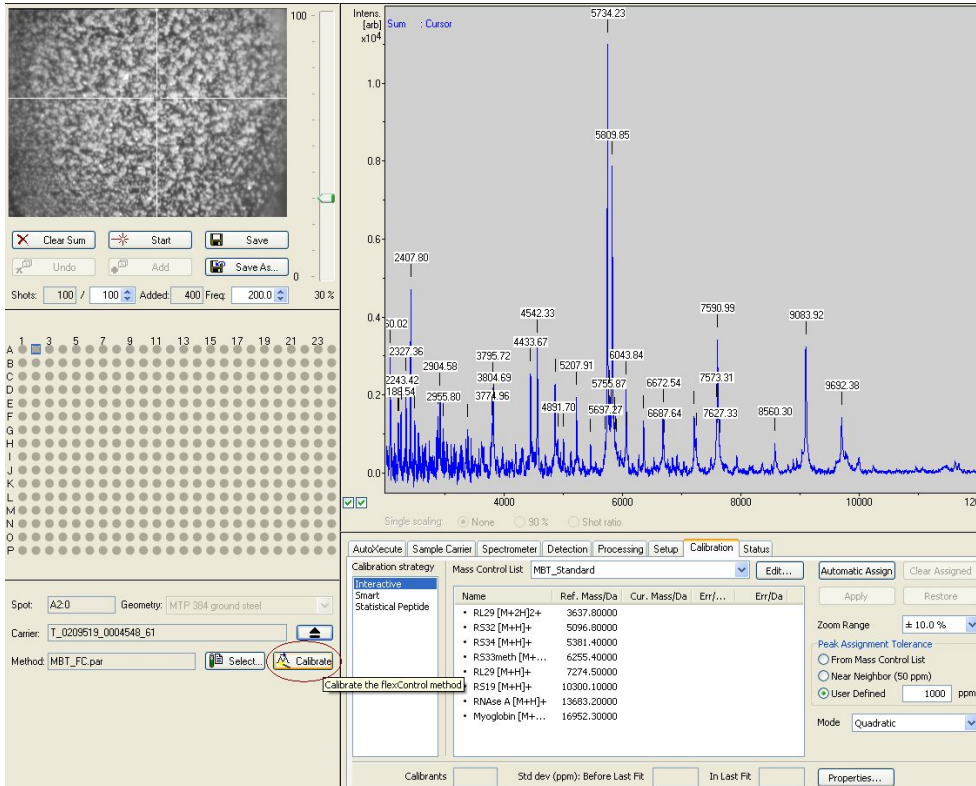 100
Clear Sum Start Save
Undo Add Save As...
0
Shots: 100 / 100 Added: 400 Freq: 200.0 30 %
1 3 5 7 9 11 13 15 17 19 21 23
A
B
C
D
E
F
G
H
I
J
K
L
M
N
O
P
Spot: A2:0 Geometry: MTP 384 ground steel
Carrier: T_0209519_0004548_61
Method: MBT_FC.par Select... Calibrate
Calibrate the flexControl method
Intens.
[arb]
x10⁴
Sum : Cursor
5734.23
1.0
5809.85
0.8
0.6
2407.80
7590.99
4542.33
9083.92
0.4
60.02
4433.67
2327.36
3795.72
6043.84
5207.91
2904.58
3804.69
5755.87
6672.54
7573.31
2243.42
2955.80
3774.96
4891.70
5697.27
6687.64
7627.33
9692.38
0.2
8560.30
0.0
4000 6000 8000 10000 1200
Single scaling: None 90 % Shot ratio
AutoXecute Sample Carrier Spectrometer Detection Processing Setup Calibration Status
Calibration strategy
Interactive
Smart
Statistical Peptide
Mass Control List MBT_Standard Edit...
Name Ref. Mass/Da Cur. Mass/Da Err/... Err/Da
• RL29 [M+2H]2+ 3637.80000
• RS32 [M+H]+ 5096.80000
• RS34 [M+H]+ 5381.40000
• RS33meth [M+... 6255.40000
• RL29 [M+H]+ 7274.50000
• RS19 [M+H]+ 10300.10000
• RNAse A [M+H]+ 13683.20000
• Myoglobin [M+... 16952.30000
Automatic Assign Clear Assigned
Apply Restore
Zoom Range ± 10.0 %
Peak Assignment Tolerance
From Mass Control List
Near Neighbor (50 ppm)
User Defined 1000 ppm
Mode Quadratic
Calibrants Std dev (ppm): Before Last Fit In Last Fit Properties...